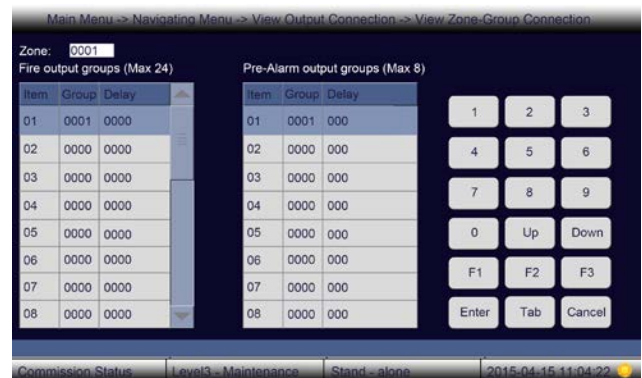 Main Menu -> Navigating Menu -> View Output Connection -> View Zone-Group Connection
Zone: 0001
Fire output groups (Max 24)
Pre-Alarm output groups (Max 8)
Item Group Delay
01 0001 0000
02 0000 0000
03 0000 0000
04 0000 0000
05 0000 0000
06 0000 0000
07 0000 0000
08 0000 0000
Item Group Delay
01 0001 000
02 0000 000
03 0000 000
04 0000 000
05 0000 000
06 0000 000
07 0000 000
08 0000 000
1 2 3
4 5 6
7 8 9
0 Up Down
F1 F2 F3
Enter Tab Cancel
Commission Status Level3 - Maintenance Stand - alone 2015-04-15 11:04:22